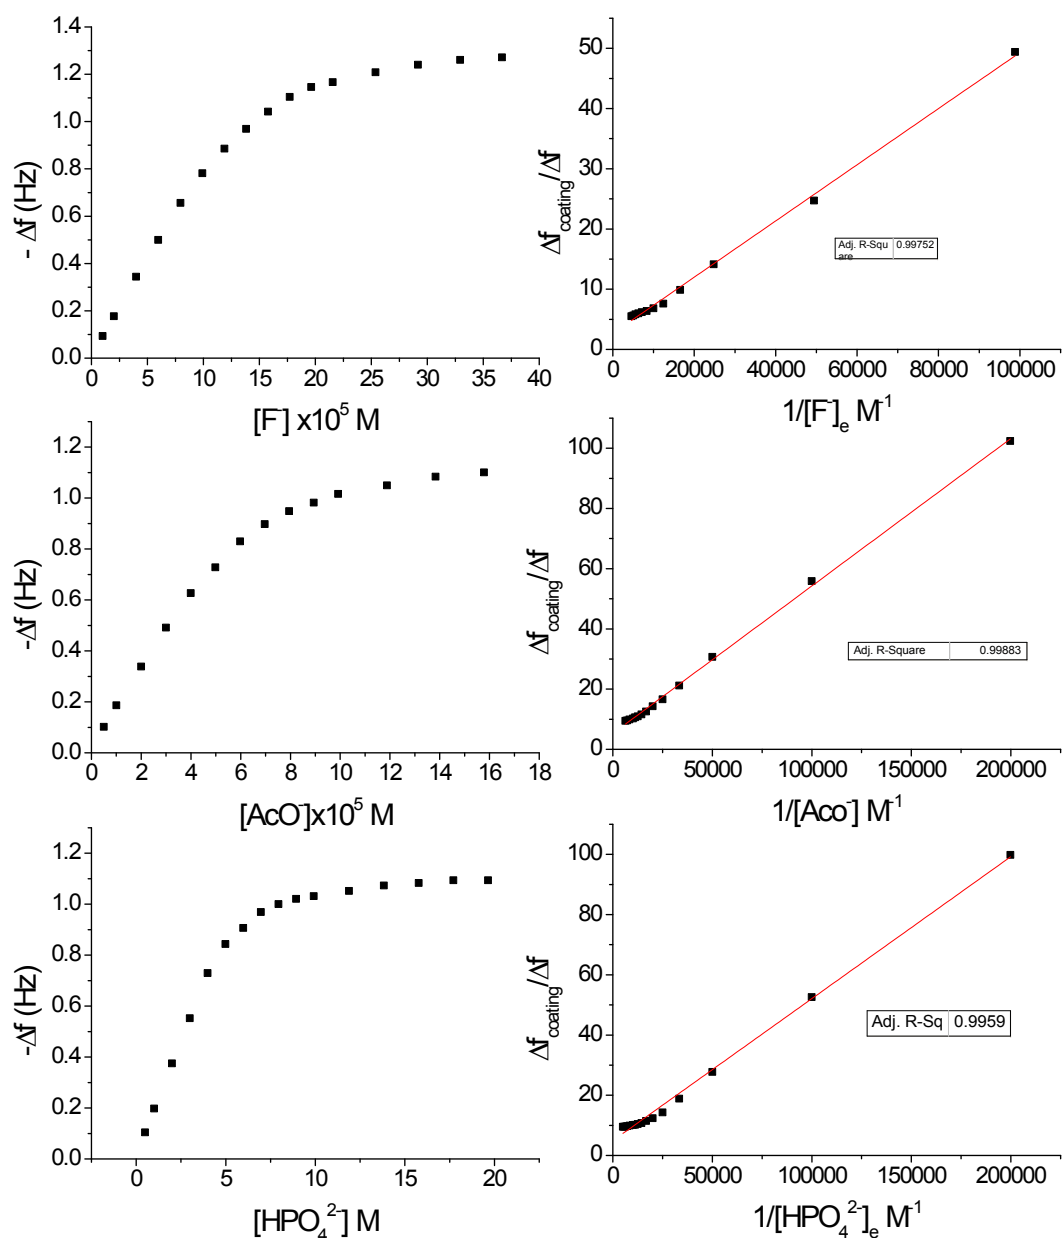 1.4
1.2
1.0
0.8
0.6
0.4
0.2
0.0
- Δf (Hz)
0 5 10 15 20 25 30 35 40
[F⁻] x10⁵ M
50
40
30
20
10
0
Δf_coating/Δf
Adj. R-Squ
are
0.99752
0 20000 40000 60000 80000 100000
1/[F⁻]ₑ M⁻¹
1.2
1.0
0.8
0.6
0.4
0.2
0.0
-Δf (Hz)
0 2 4 6 8 10 12 14 16 18
[AcO⁻]x10⁵ M
100
80
60
40
20
0
Δf_coating/Δf
Adj. R-Square 0.99883
0 50000 100000 150000 200000
1/[Aco⁻] M⁻¹
1.2
1.0
0.8
0.6
0.4
0.2
0.0
-Δf (Hz)
0 5 10 15 20
[HPO₄²⁻] M
100
80
60
40
20
0
Δf_coating/Δf
Adj. R-Sq 0.9959
0 50000 100000 150000 200000
1/[HPO₄²⁻]ₑ M⁻¹